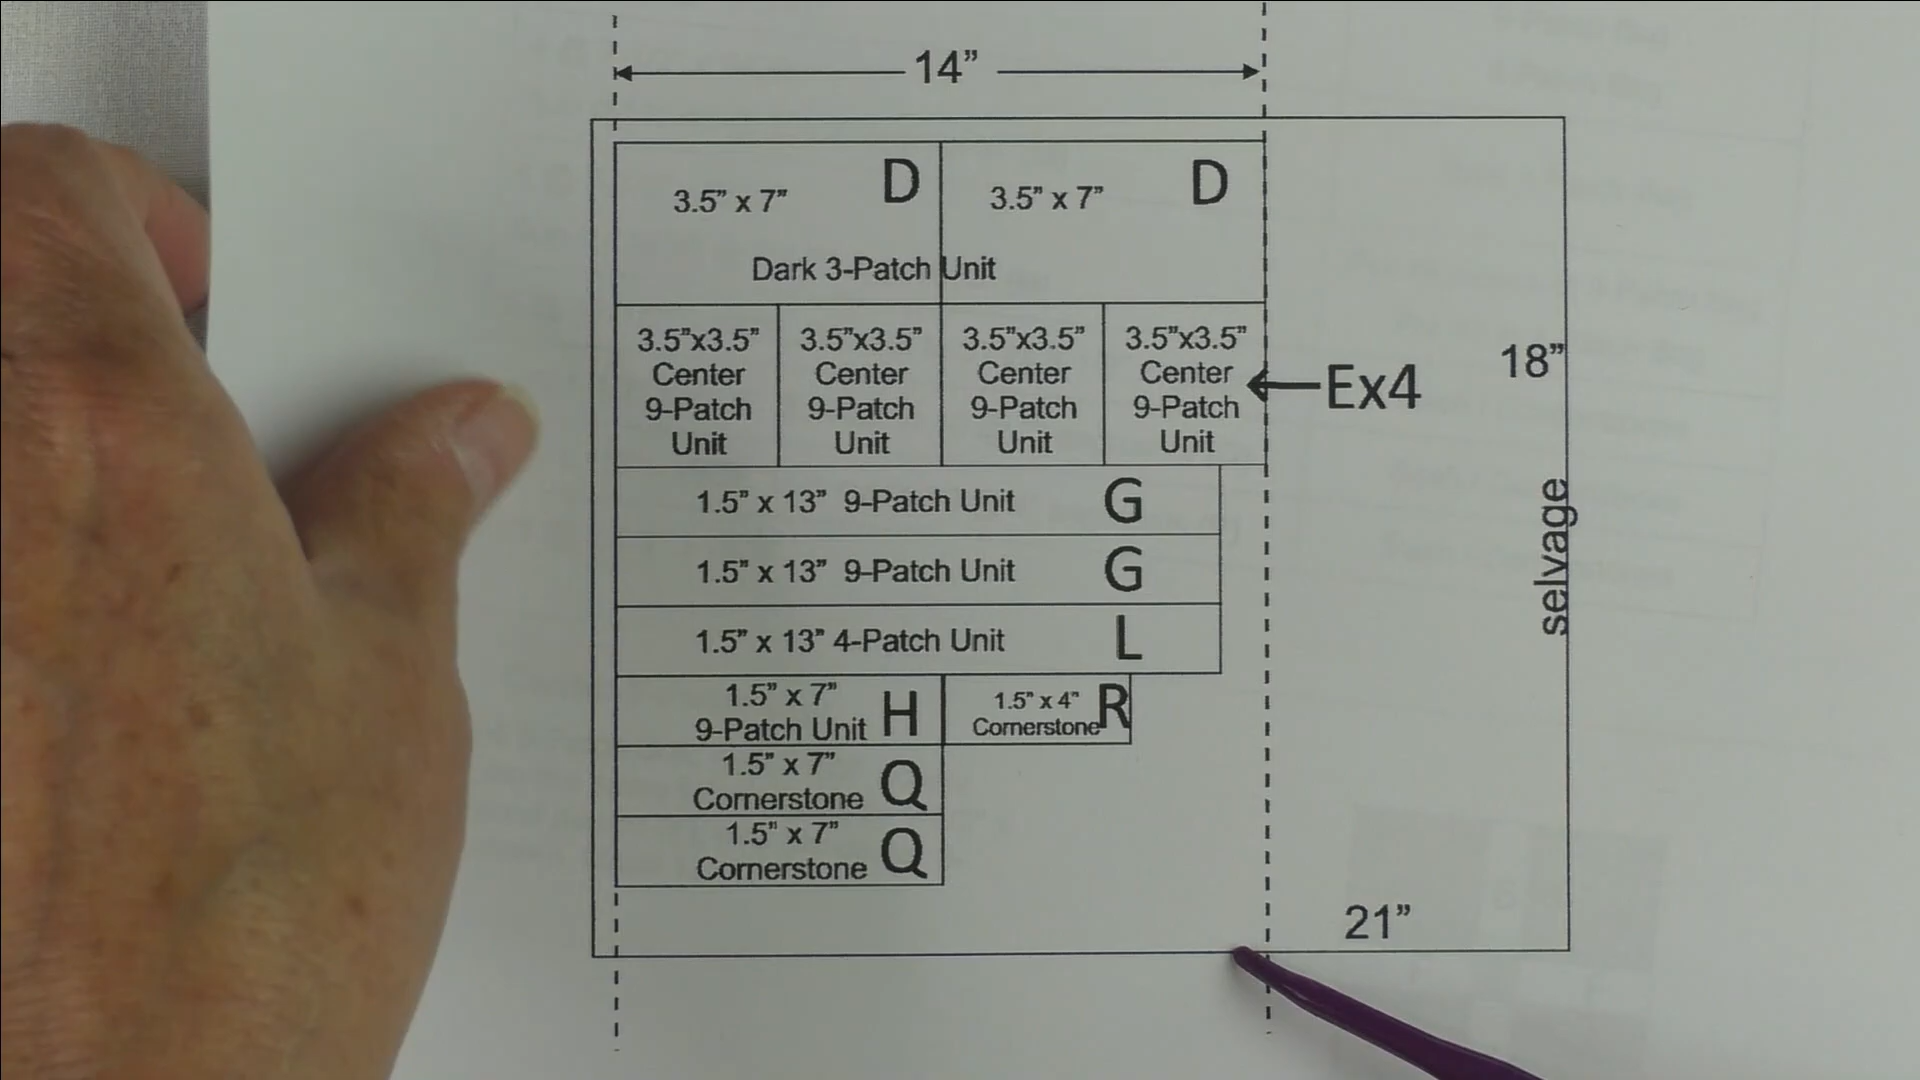 14”
3.5” x 7” D
3.5” x 7” D
Dark 3-Patch Unit
3.5”x3.5”
Center
9-Patch
Unit
3.5”x3.5”
Center
9-Patch
Unit
3.5”x3.5”
Center
9-Patch
Unit
3.5”x3.5”
Center
9-Patch
Unit
Ex4
18”
selvage
1.5” x 13” 9-Patch Unit G
1.5” x 13” 9-Patch Unit G
1.5” x 13” 4-Patch Unit L
1.5” x 7”
9-Patch Unit H
1.5” x 4”
Cornerstone R
1.5” x 7”
Cornerstone Q
1.5” x 7”
Cornerstone Q
21”